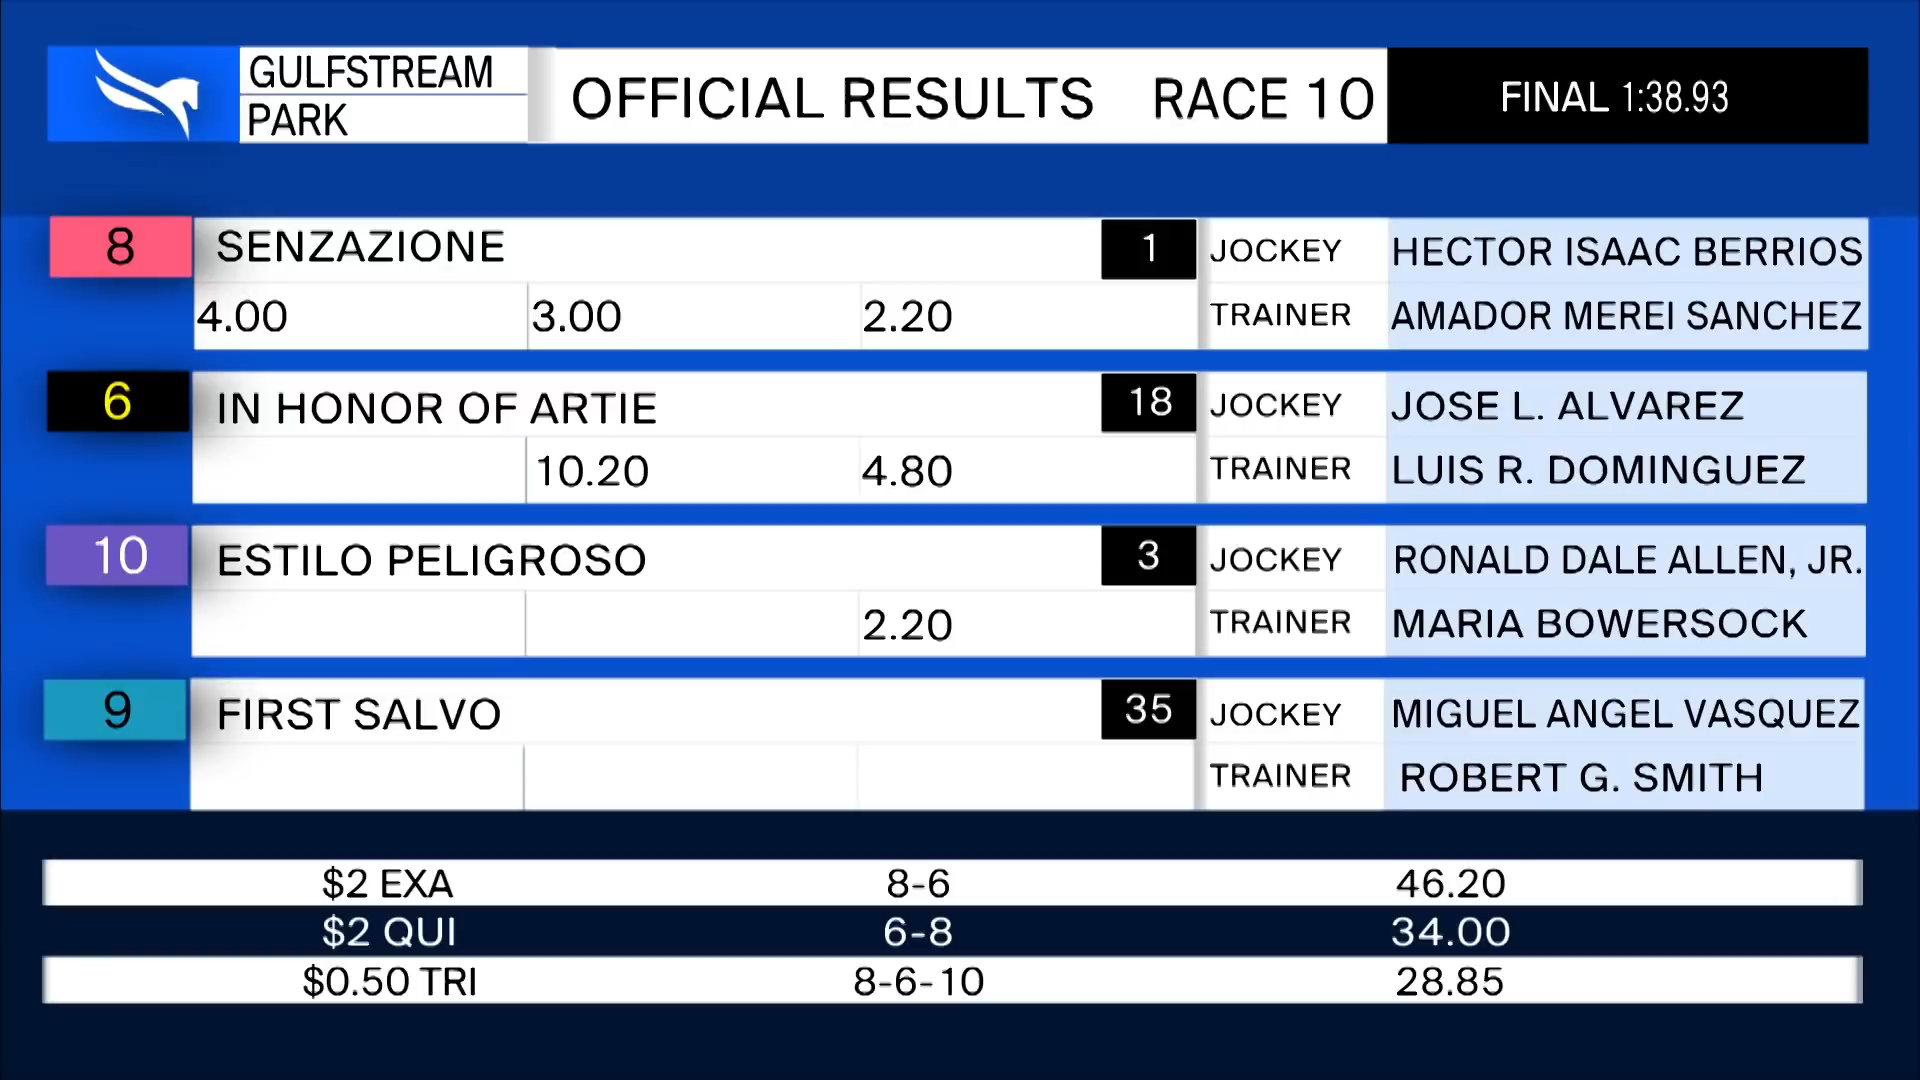 GULFSTREAM
PARK
OFFICIAL RESULTS RACE 10
FINAL 1:38.93
8 SENZAZIONE 1 JOCKEY HECTOR ISAAC BERRIOS
4.00 3.00 2.20 TRAINER AMADOR MEREI SANCHEZ
6 IN HONOR OF ARTIE 18 JOCKEY JOSE L. ALVAREZ
10.20 4.80 TRAINER LUIS R. DOMINGUEZ
10 ESTILO PELIGROSO 3 JOCKEY RONALD DALE ALLEN, JR.
2.20 TRAINER MARIA BOWERSOCK
9 FIRST SALVO 35 JOCKEY MIGUEL ANGEL VASQUEZ
TRAINER ROBERT G. SMITH
$2 EXA 8-6 46.20
$2 QUI 6-8 34.00
$0.50 TRI 8-6-10 28.85